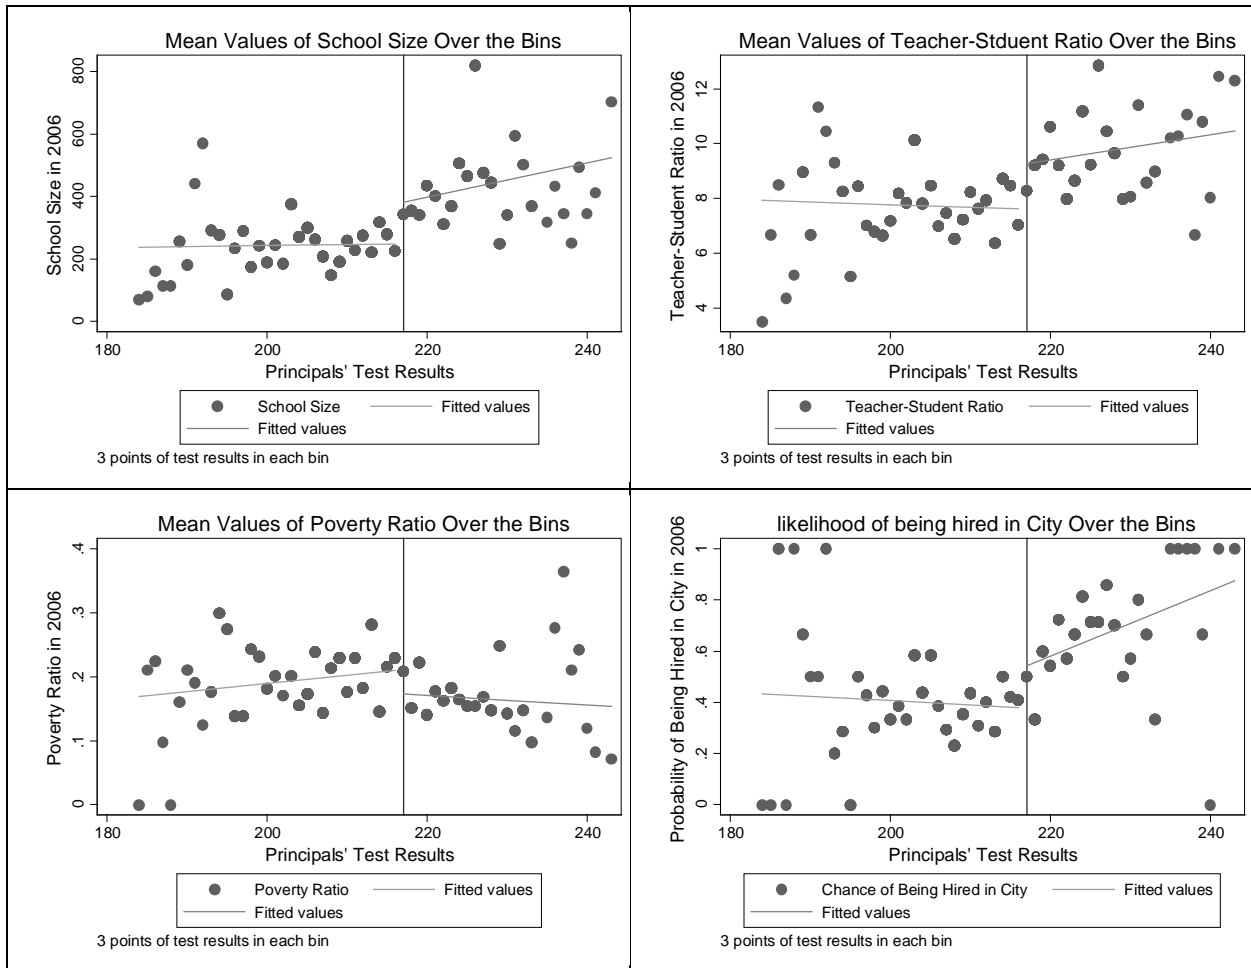 Mean Values of School Size Over the Bins
School Size in 2006
800
600
400
200
0
180 200 220 240
Principals' Test Results
School Size Fitted values
Fitted values
3 points of test results in each bin
Mean Values of Teacher-Stduent Ratio Over the Bins
Teacher-Student Ratio in 2006
12
10
8
6
4
180 200 220 240
Principals' Test Results
Teacher-Student Ratio Fitted values
Fitted values
3 points of test results in each bin
Mean Values of Poverty Ratio Over the Bins
Poverty Ratio in 2006
.4
.3
.2
.1
0
180 200 220 240
Principals' Test Results
Poverty Ratio Fitted values
Fitted values
3 points of test results in each bin
likelihood of being hired in City Over the Bins
Probability of Being Hired in City in 2006
1
.8
.6
.4
.2
0
180 200 220 240
Principals' Test Results
Chance of Being Hired in City Fitted values
Fitted values
3 points of test results in each bin